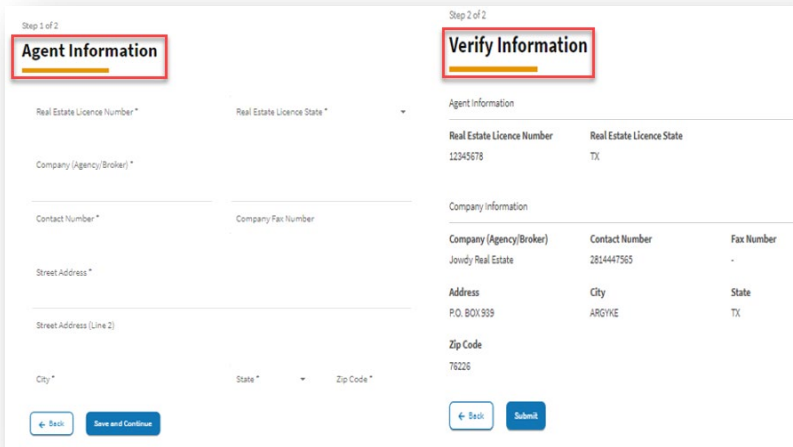 Step 1 of 2
Agent Information
Real Estate Licence Number *
Real Estate Licence State *
Company (Agency/Broker) *
Contact Number *
Company Fax Number
Street Address *
Street Address (Line 2)
City *
State *
Zip Code *
← Back
Save and Continue
Step 2 of 2
Verify Information
Agent Information
Real Estate Licence Number
Real Estate Licence State
12345678
TX
Company Information
Company (Agency/Broker)
Contact Number
Fax Number
Jowdy Real Estate
2814447565
-
Address
City
State
P.O. BOX 939
ARGYKE
TX
Zip Code
76226
← Back
Submit